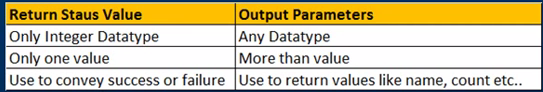 Return Staus Value Output Parameters
Only Integer Datatype Any Datatype
Only one value More than value
Use to convey success or failure Use to return values like name, count etc..